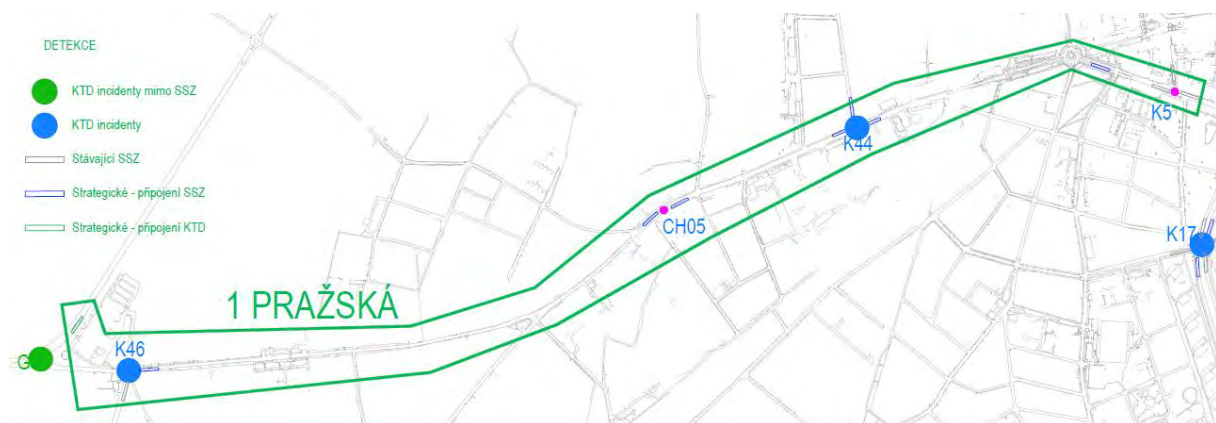 DETEKCE
KTD incidenty mimo SSZ
KTD incidenty
Stávající SSZ
Strategické - připojení SSZ
Strategické - připojení KTD
1 PRAŽSKÁ
G
K46
CH05
K44
K5
K17